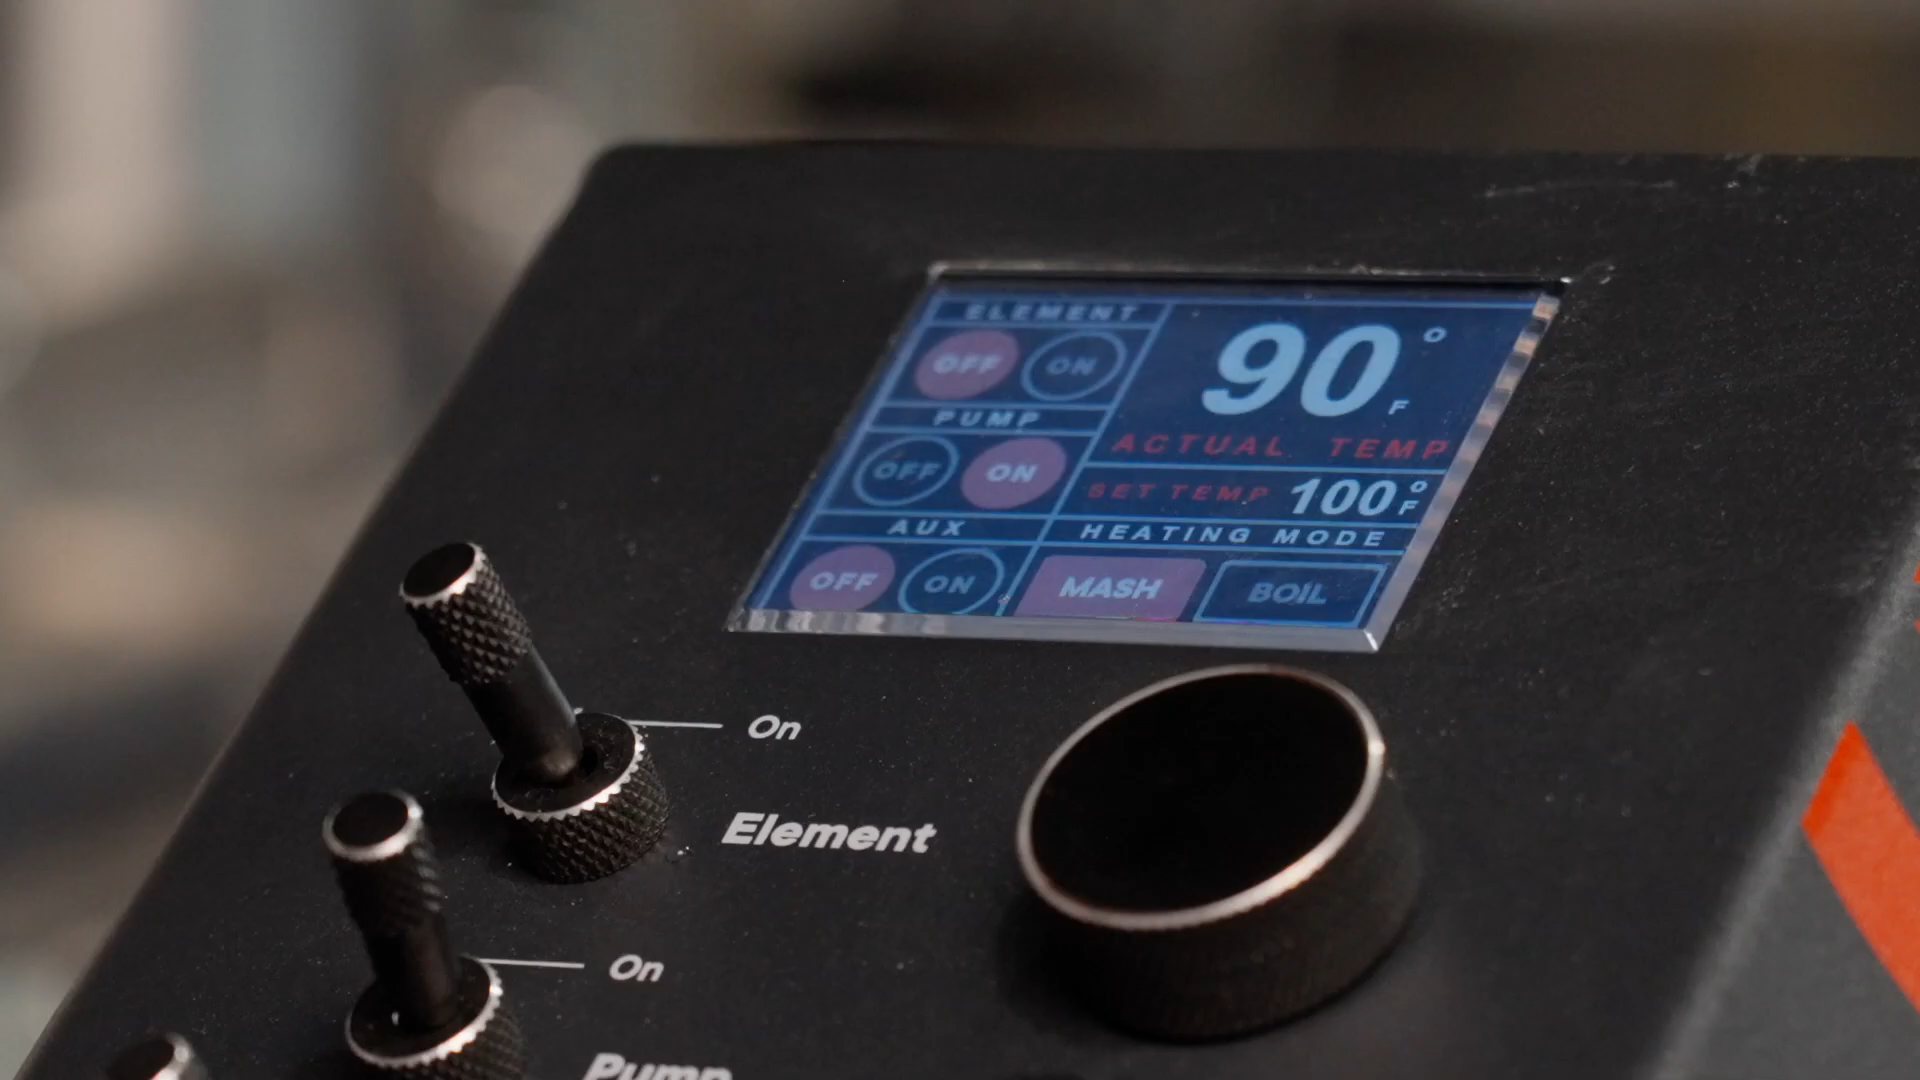 ELEMENT
OFF ON
90°F
PUMP
ACTUAL TEMP
OFF ON
SET TEMP 100°F
AUX
HEATING MODE
OFF ON
MASH BOIL
On
Element
On
Pump